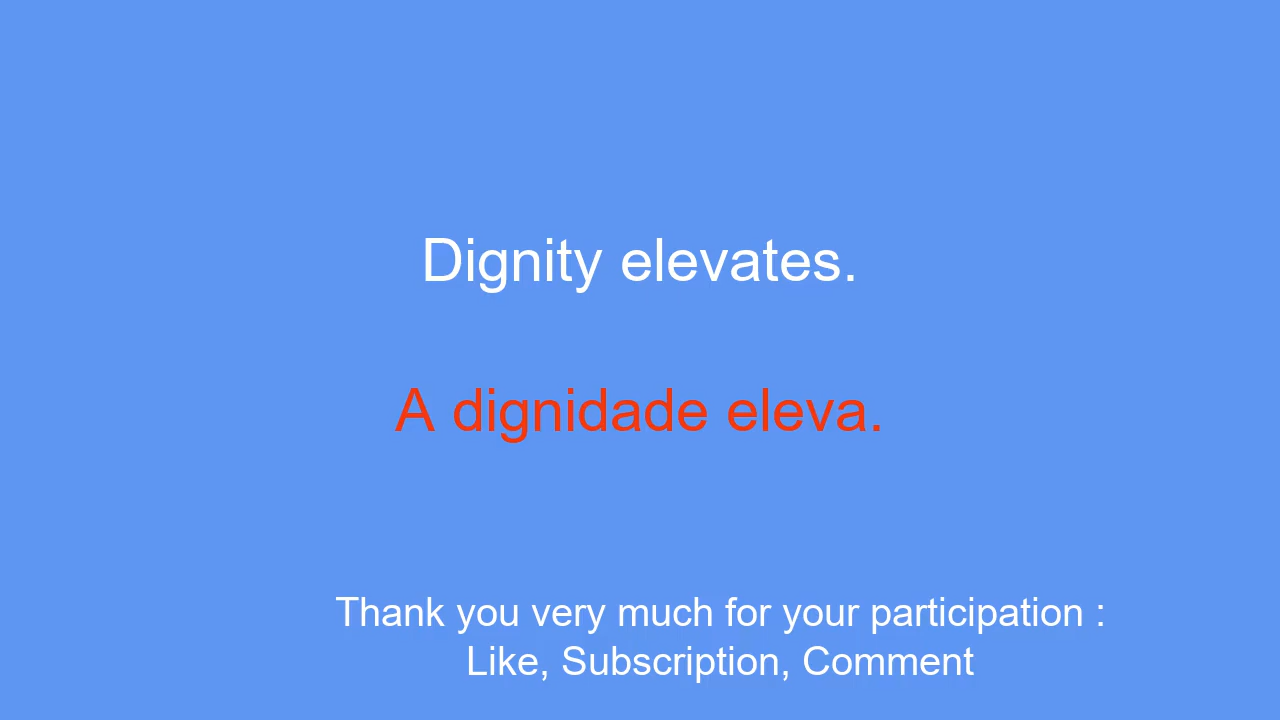 Dignity elevates.
A dignidade eleva.
Thank you very much for your participation :
Like, Subscription, Comment